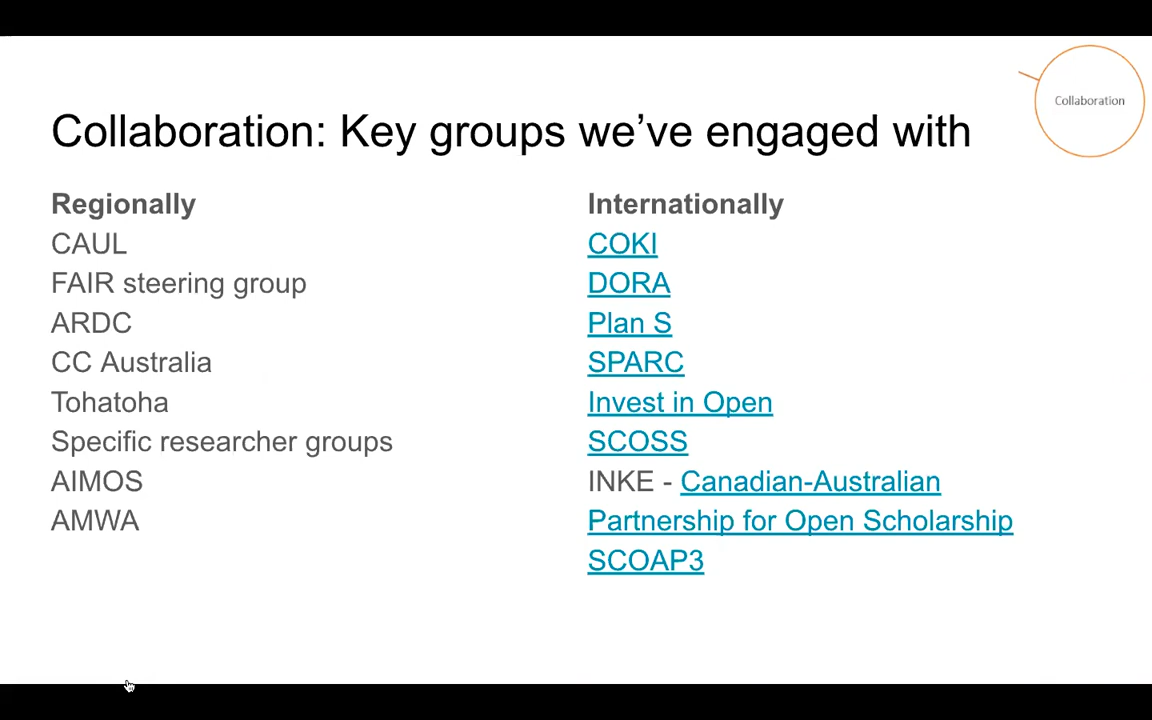 Collaboration
Collaboration: Key groups we’ve engaged with
Regionally
CAUL
FAIR steering group
ARDC
CC Australia
Tohatoha
Specific researcher groups
AIMOS
AMWA
Internationally
COKI
DORA
Plan S
SPARC
Invest in Open
SCOSS
INKE - Canadian-Australian
Partnership for Open Scholarship
SCOAP3